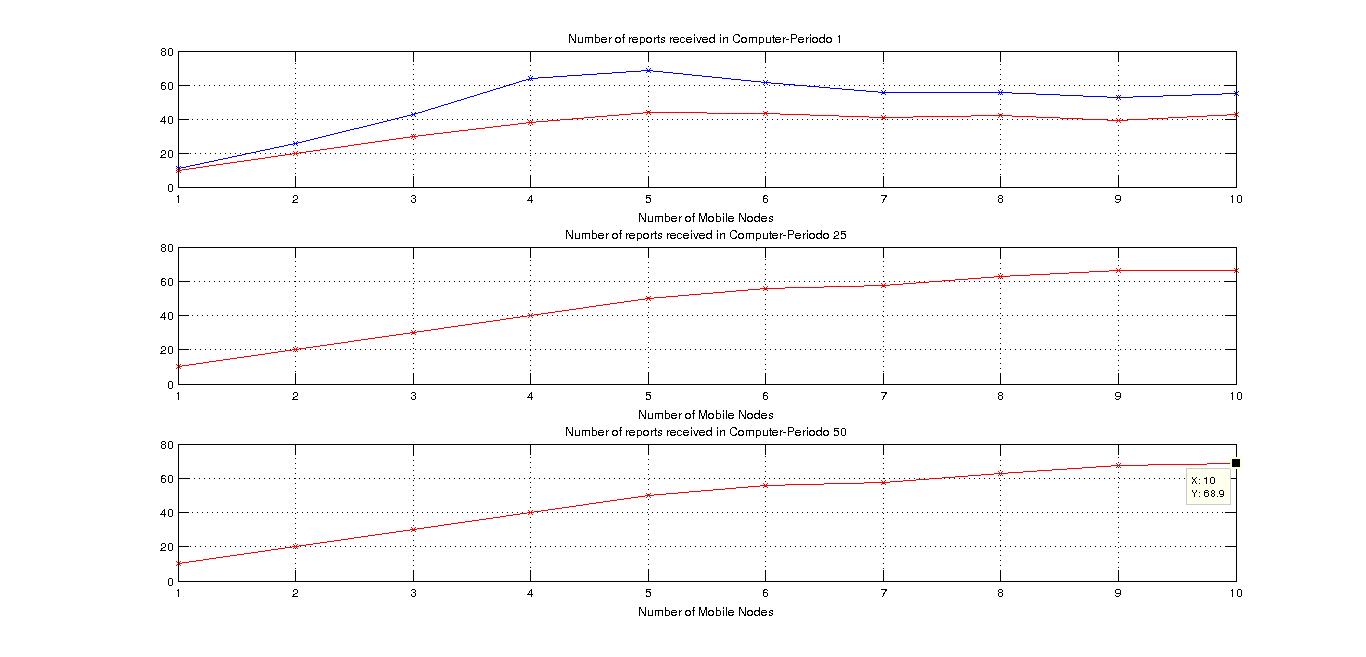 Number of reports received in Computer-Periodo 1
80
60
40
20
0
1 2 3 4 5 6 7 8 9 10
Number of Mobile Nodes
Number of reports received in Computer-Periodo 25
80
60
40
20
0
1 2 3 4 5 6 7 8 9 10
Number of Mobile Nodes
Number of reports received in Computer-Periodo 50
80
60
X: 10
Y: 68.9
40
20
0
1 2 3 4 5 6 7 8 9 10
Number of Mobile Nodes